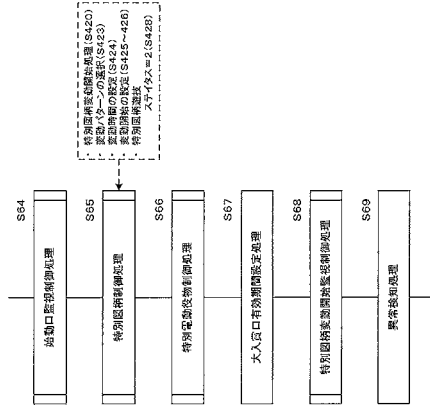 S64
始動口監視制御処理
S65
特別図柄制御処理
S66
特別電動役物制御処理
S67
大入賞口有効期間設定処理
S68
特別図柄変動開始監視制御処理
S69
異常検知処理
・特別図柄変動開始処理(S420)
・変動パターンの選択(S423)
・変動時間の設定(S424)
・変動開始の設定(S425～426)
・特別図柄遊技
ステイタス=2(S428)